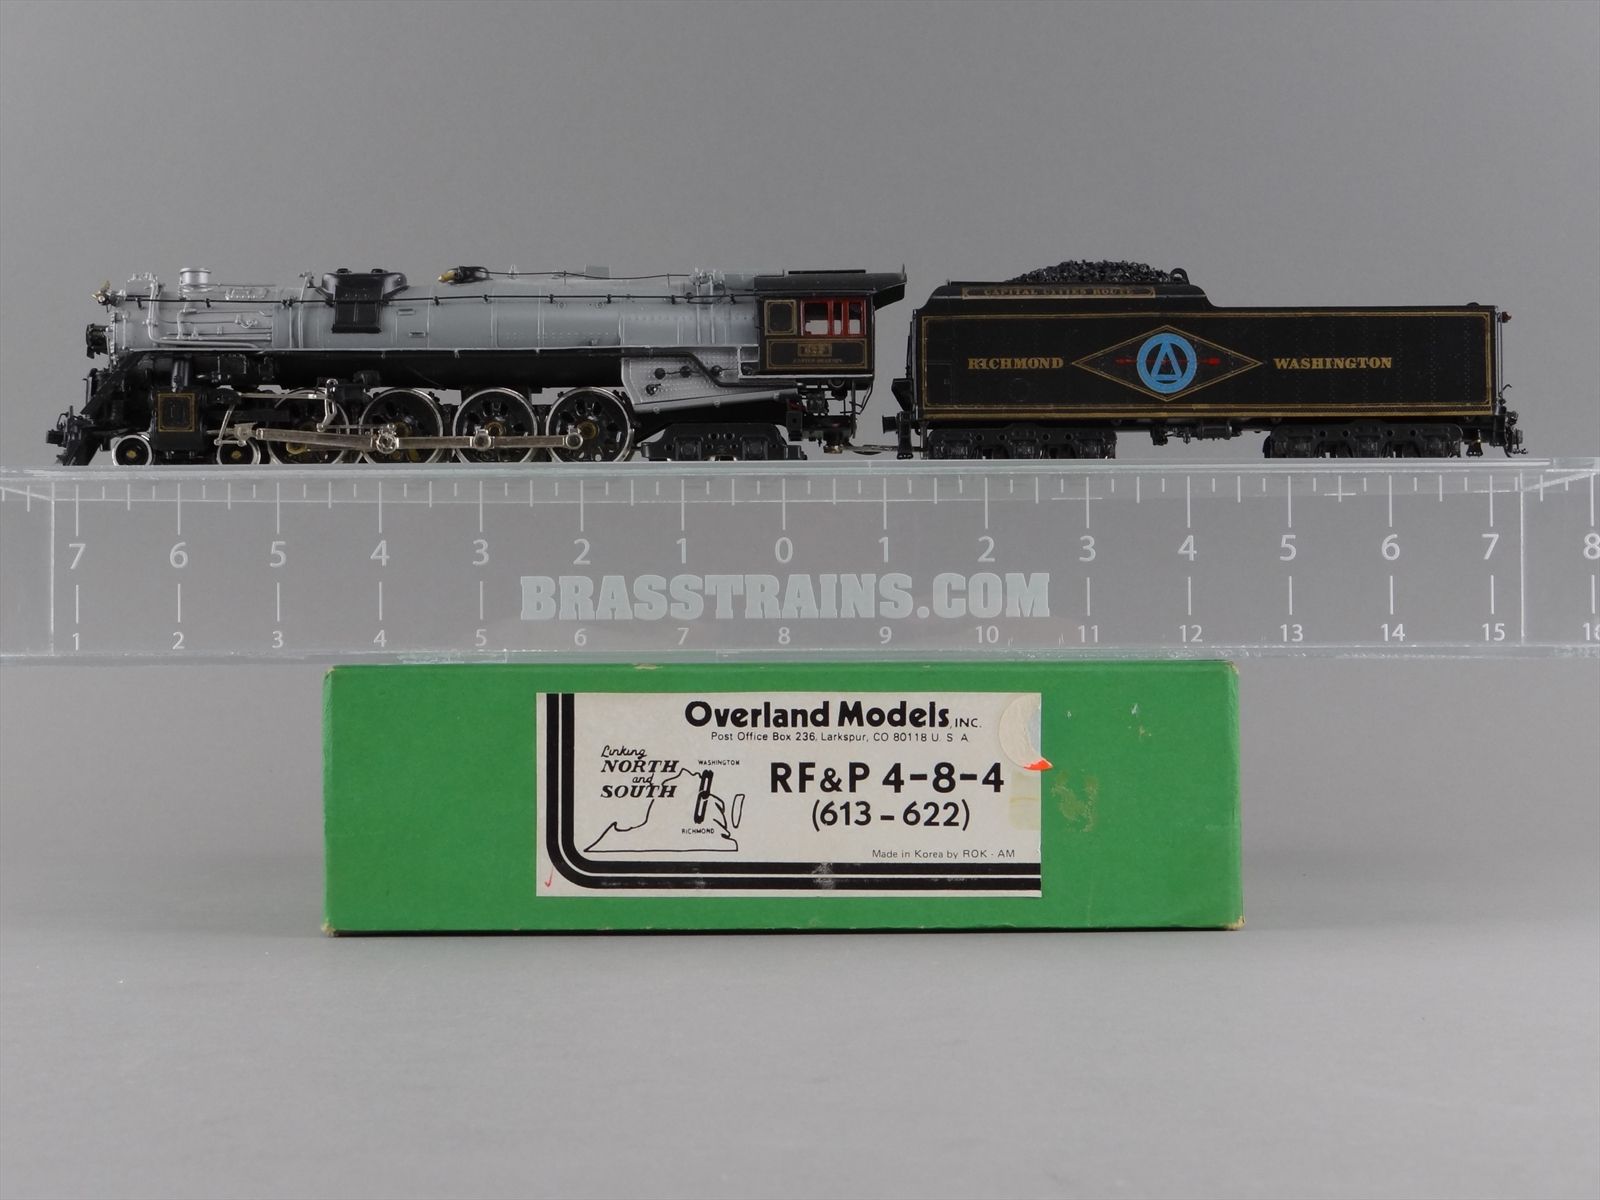 CAPITAL CITIES ROUTE
RICHMOND WASHINGTON
7 6 5 4 3 2 1 0 1 2 3 4 5 6 7 8
BRASSTRAINS.COM
1 2 3 4 5 6 7 8 9 10 11 12 13 14 15 16
Overland Models, INC.
Post Office Box 236, Larkspur, CO 80118 U. S. A.
Linking
NORTH
and
SOUTH
WASHINGTON
RICHMOND
RF&P 4-8-4
(613-622)
Made in Korea by ROK-AM